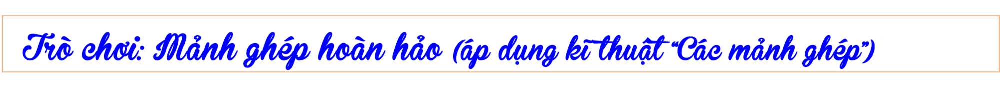 Trò chơi: Mảnh ghép hoàn hảo (áp dụng kĩ thuật “Các mảnh ghép”)